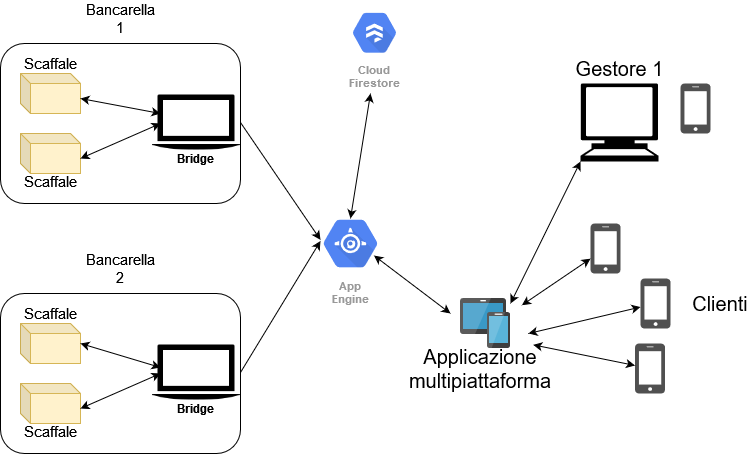 Bancarella
1
Scaffale
Scaffale
Bridge
Bancarella
2
Scaffale
Scaffale
Bridge
Cloud
Firestore
App
Engine
Gestore 1
Clienti
Applicazione
multipiattaforma